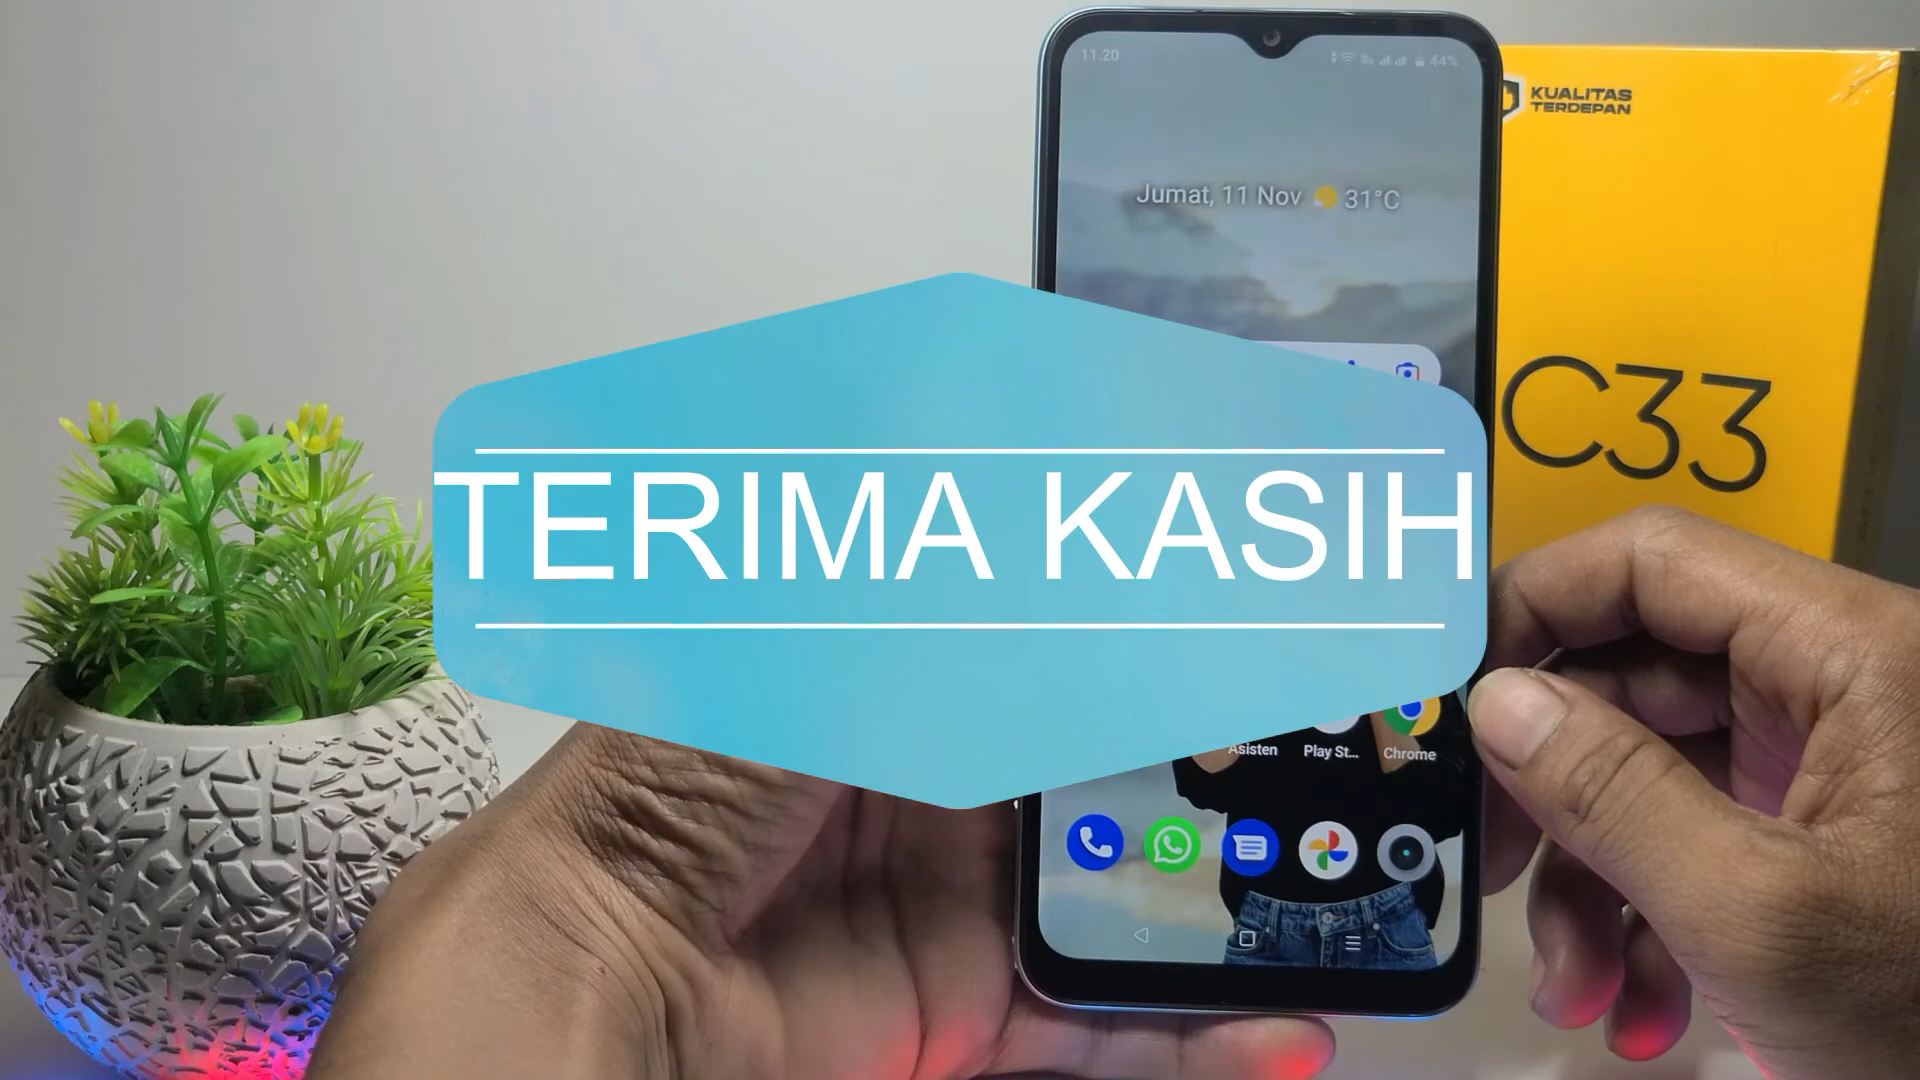 11.20
44%
KUALITAS
TERDEPAN
Jumat, 11 Nov 31°C
C33
TERIMA KASIH
Asisten
Play St...
Chrome